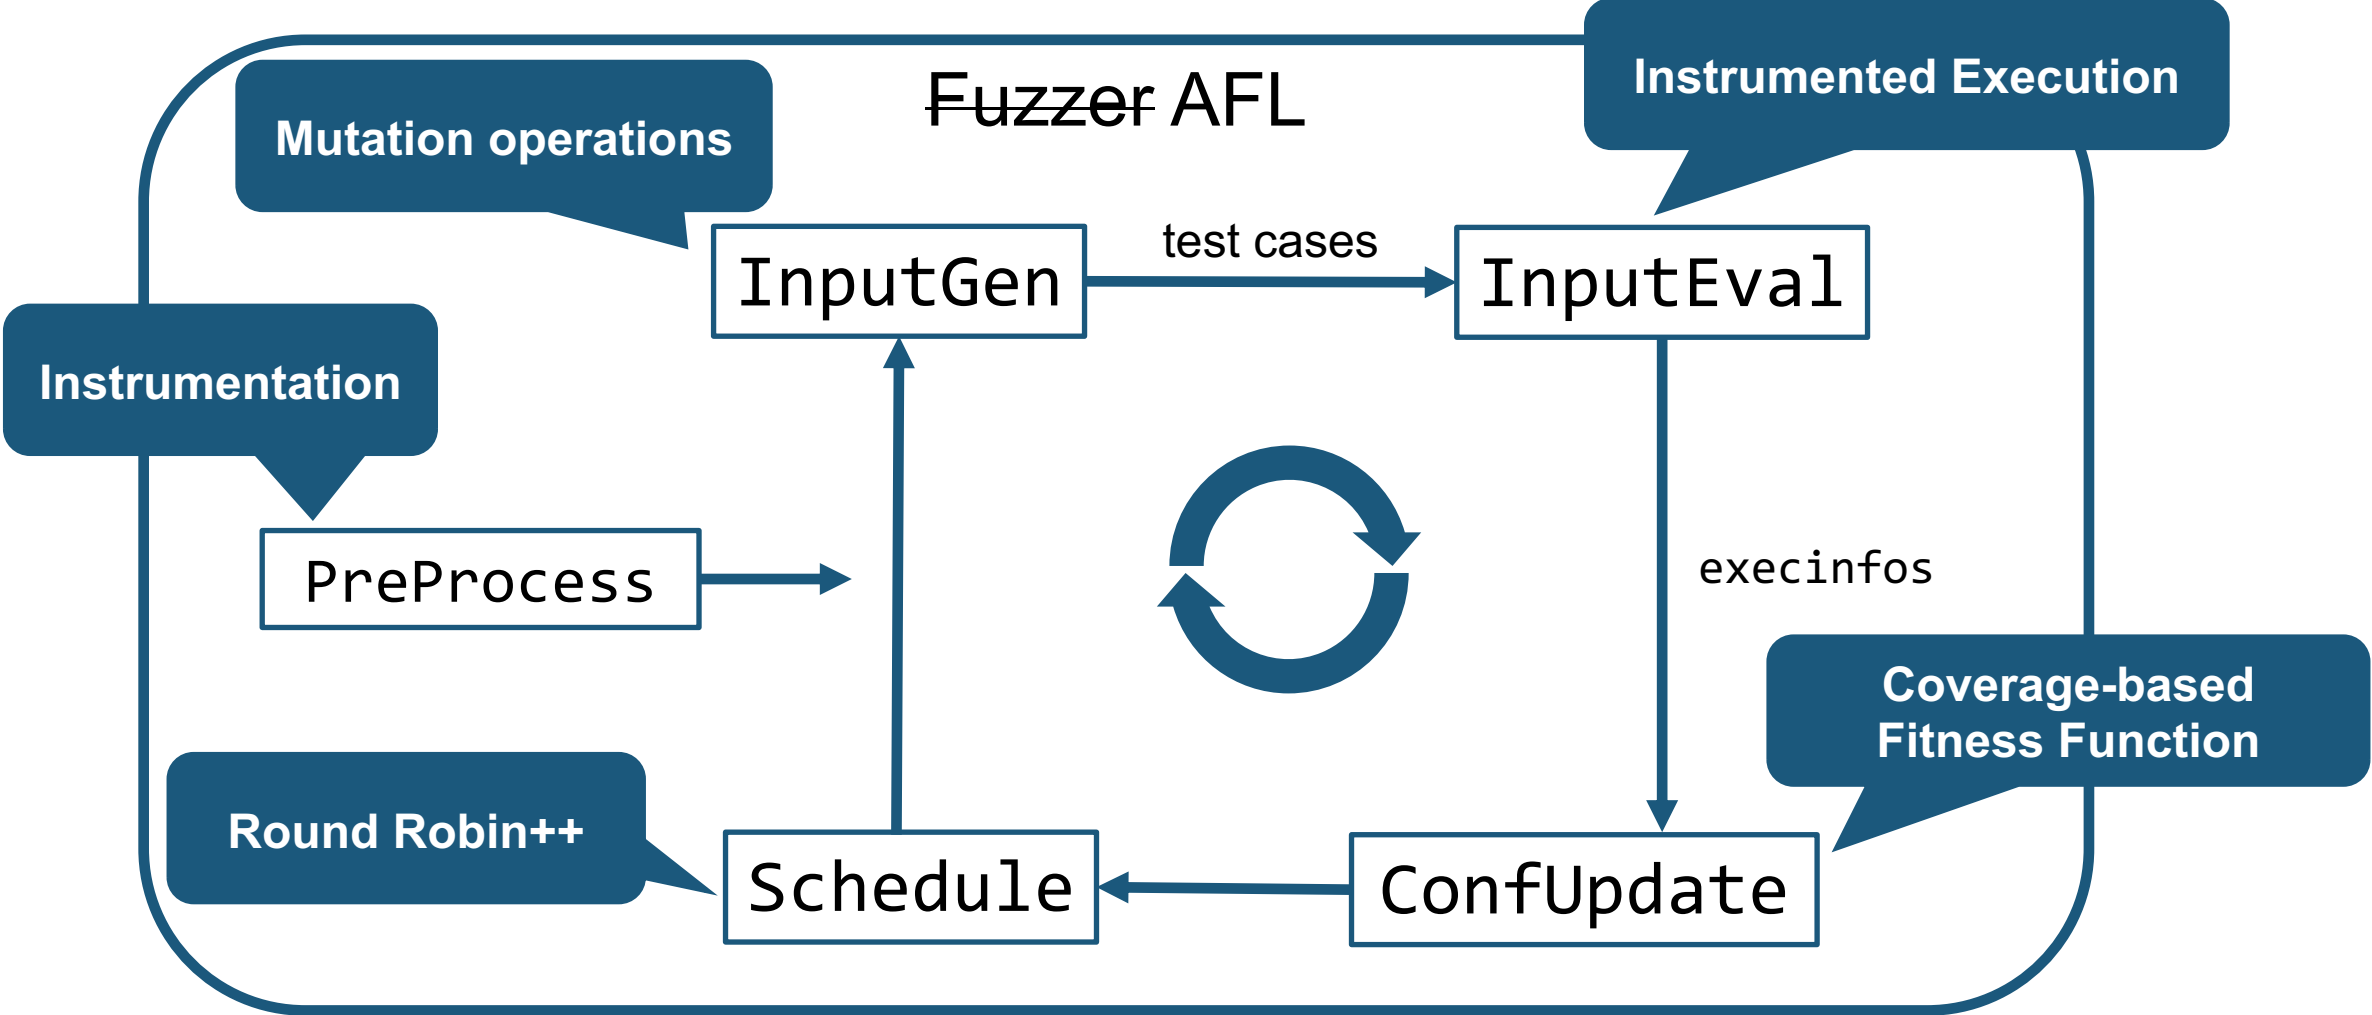 Fuzzer AFL
Instrumented Execution
Mutation operations
test cases
InputGen
InputEval
Instrumentation
PreProcess
execinfos
Coverage-based
Fitness Function
Round Robin++
Schedule
ConfUpdate